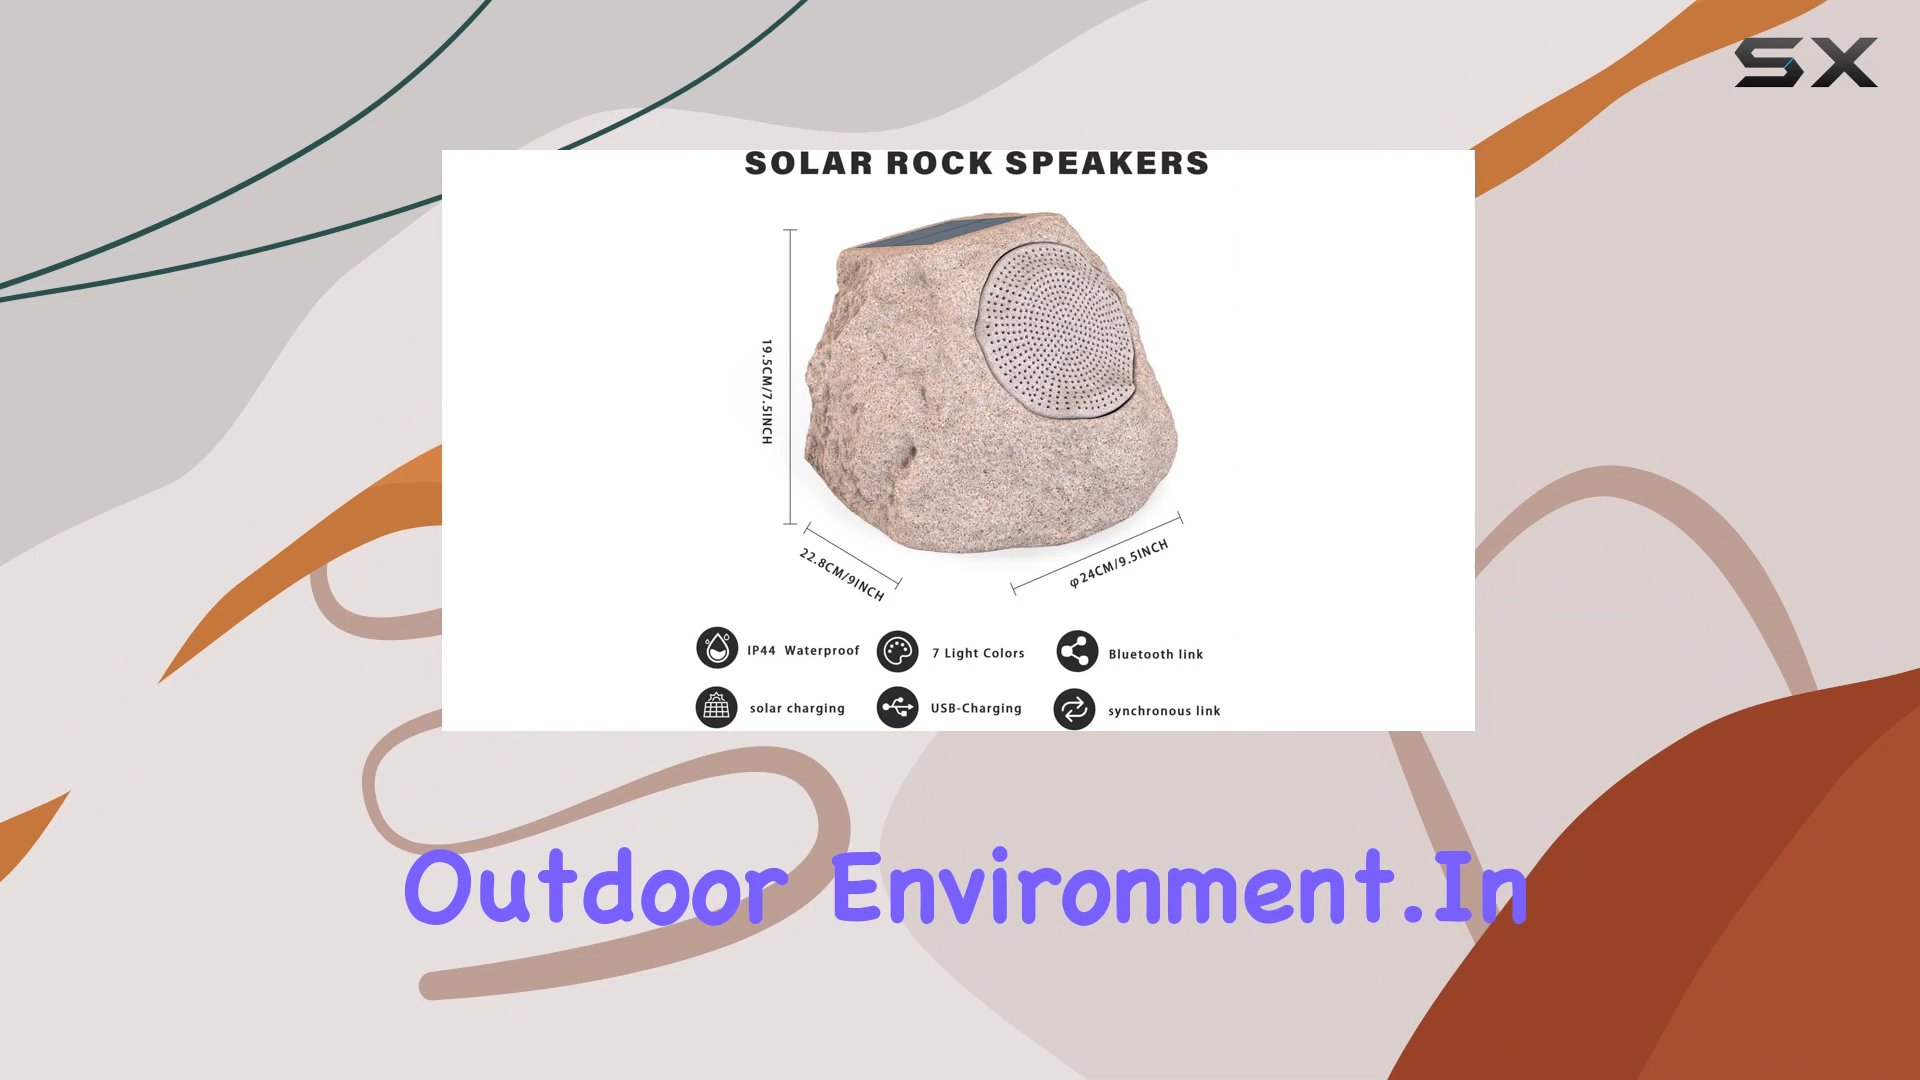 SX
SOLAR ROCK SPEAKERS
19.5CM/7.5INCH
22.8CM/9INCH
φ24CM/9.5INCH
IP44 Waterproof
7 Light Colors
Bluetooth link
solar charging
USB-Charging
synchronous link
Outdoor Environment.In